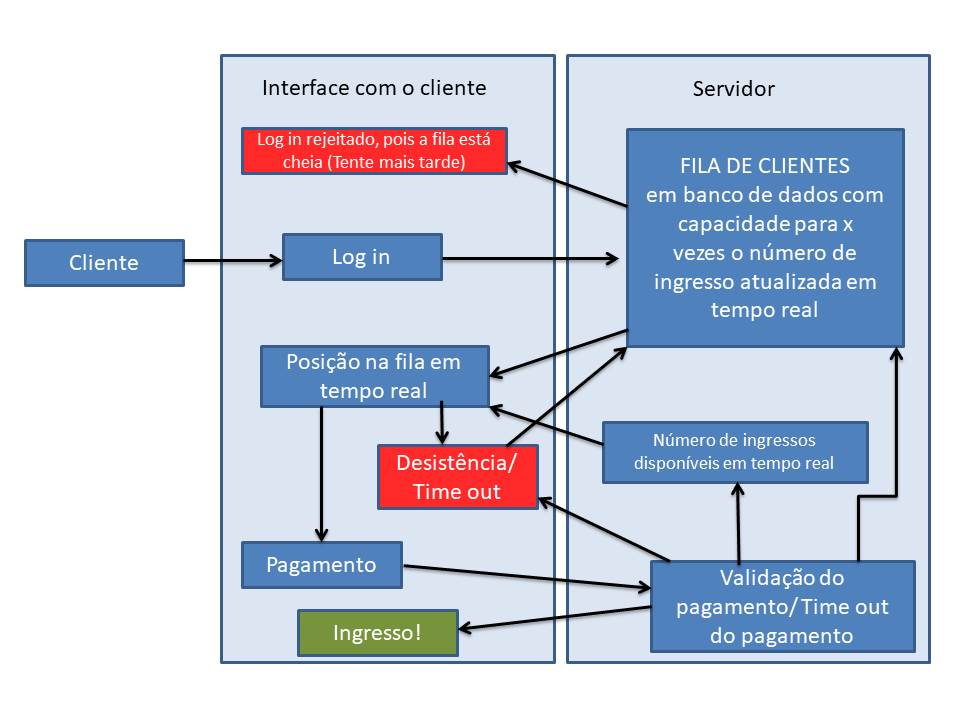 Interface com o cliente
Servidor
Log in rejeitado, pois a fila está
cheia (Tente mais tarde)
FILA DE CLIENTES
em banco de dados com
capacidade para x
vezes o número de
ingresso atualizada em
tempo real
Cliente
Log in
Posição na fila em
tempo real
Desistência/
Time out
Número de ingressos
disponíveis em tempo real
Pagamento
Validação do
pagamento/ Time out
do pagamento
Ingresso!